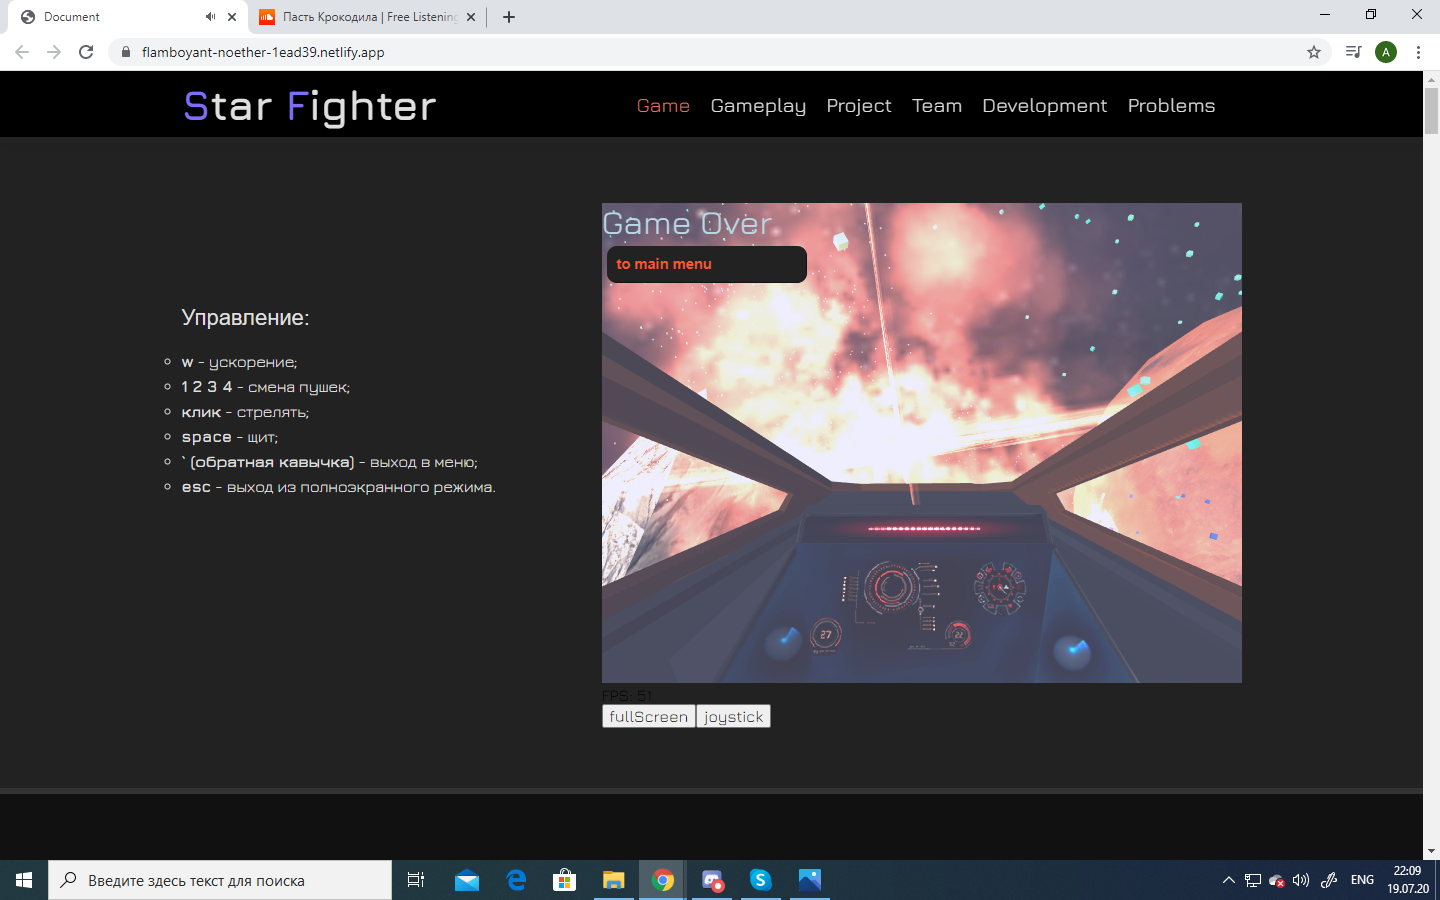 Document
Пасть Крокодила | Free Listening
flamboyant-noether-1ead39.netlify.app
A
Star Fighter
Game Gameplay Project Team Development Problems
Game Over
to main menu
Управление:
w - ускорение;
1 2 3 4 - смена пушек;
клик - стрелять;
space - щит;
` (обратная кавычка) - выход в меню;
esc - выход из полноэкранного режима.
27
22
FPS: 51
fullScreen joystick
Введите здесь текст для поиска
ENG
22:09
19.07.20